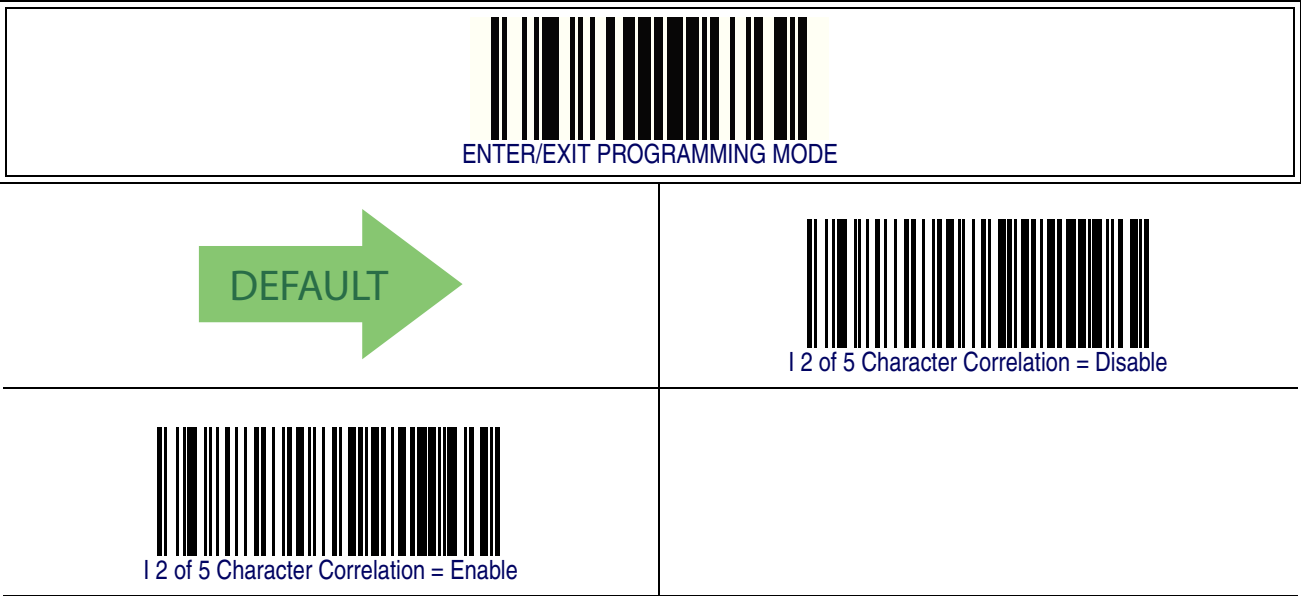 ENTER/EXIT PROGRAMMING MODE
DEFAULT
I 2 of 5 Character Correlation = Disable
I 2 of 5 Character Correlation = Enable